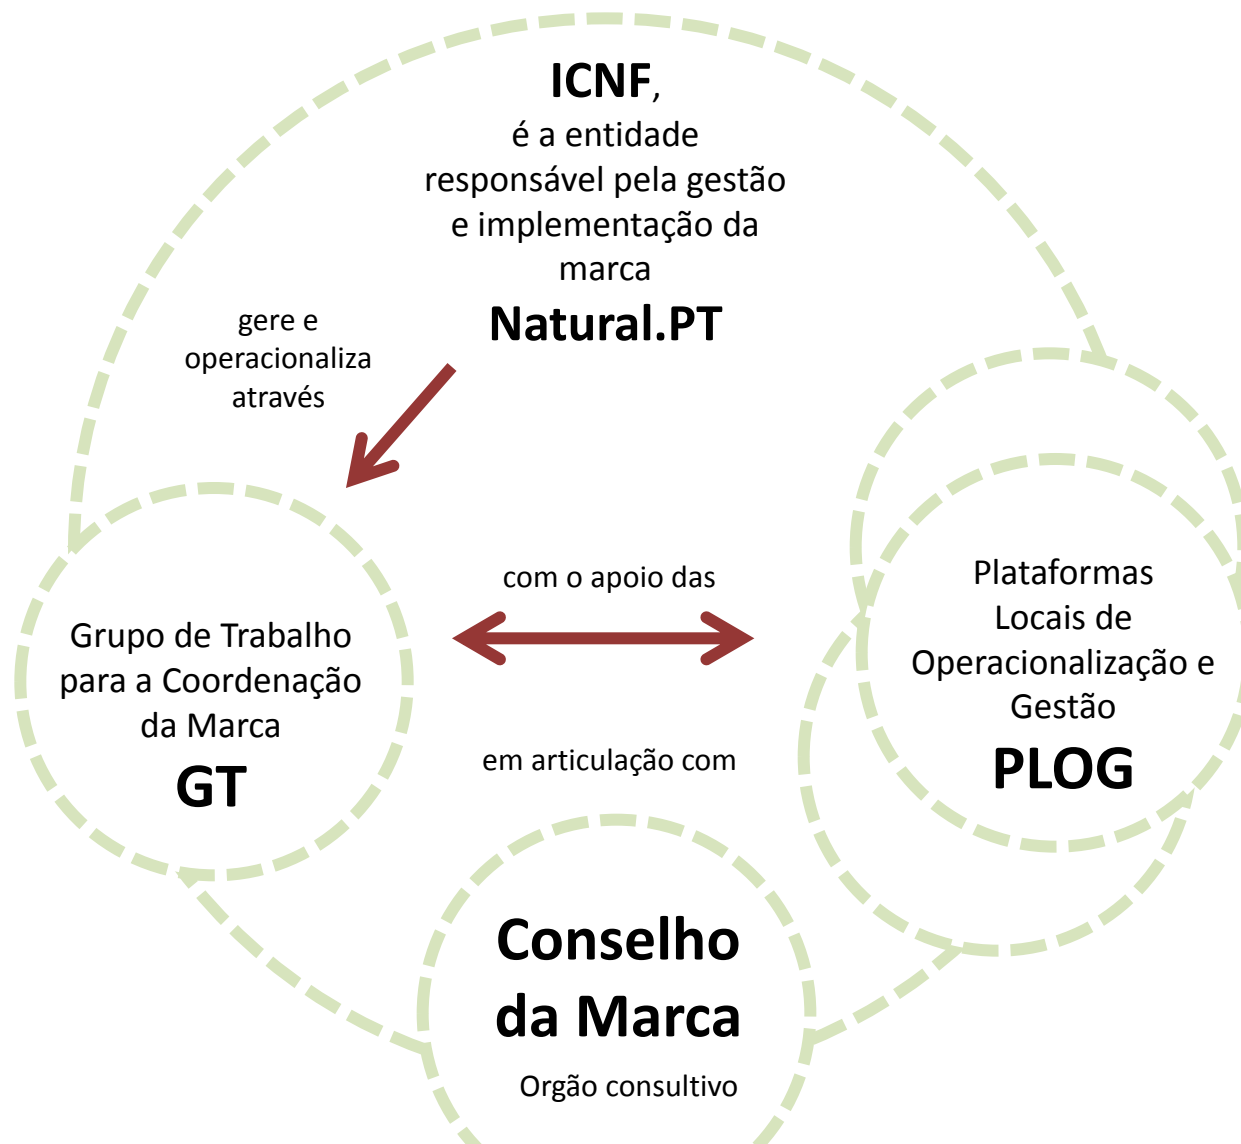 ICNF,
é a entidade
responsável pela gestão
e implementação da
marca
Natural.PT
gere e
operacionaliza
através
com o apoio das
Grupo de Trabalho
para a Coordenação
da Marca
GT
Plataformas
Locais de
Operacionalização e
Gestão
PLOG
em articulação com
Conselho
da Marca
Orgão consultivo